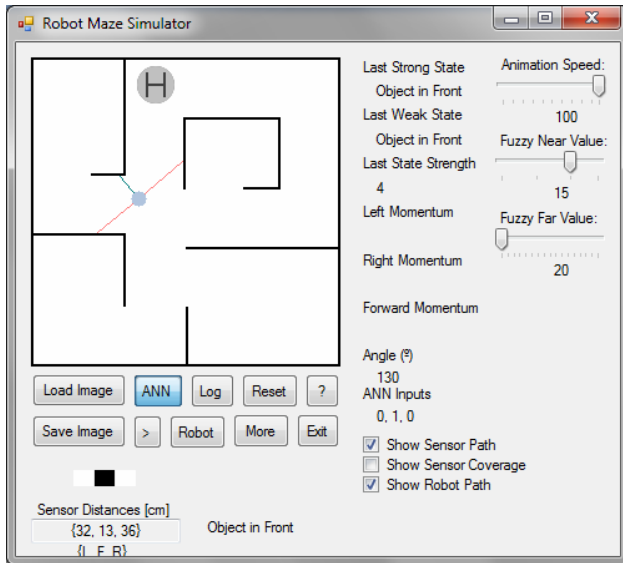 Robot Maze Simulator
H
Last Strong State
Object in Front
Last Weak State
Object in Front
Last State Strength
4
Left Momentum
Right Momentum
Forward Momentum
Angle (º)
130
ANN Inputs
0, 1, 0
Animation Speed:
100
Fuzzy Near Value:
15
Fuzzy Far Value:
20
Load Image
ANN
Log
Reset
?
Save Image
>
Robot
More
Exit
Show Sensor Path
Show Sensor Coverage
Show Robot Path
Sensor Distances [cm]
{32, 13, 36}
{L, F, R}
Object in Front